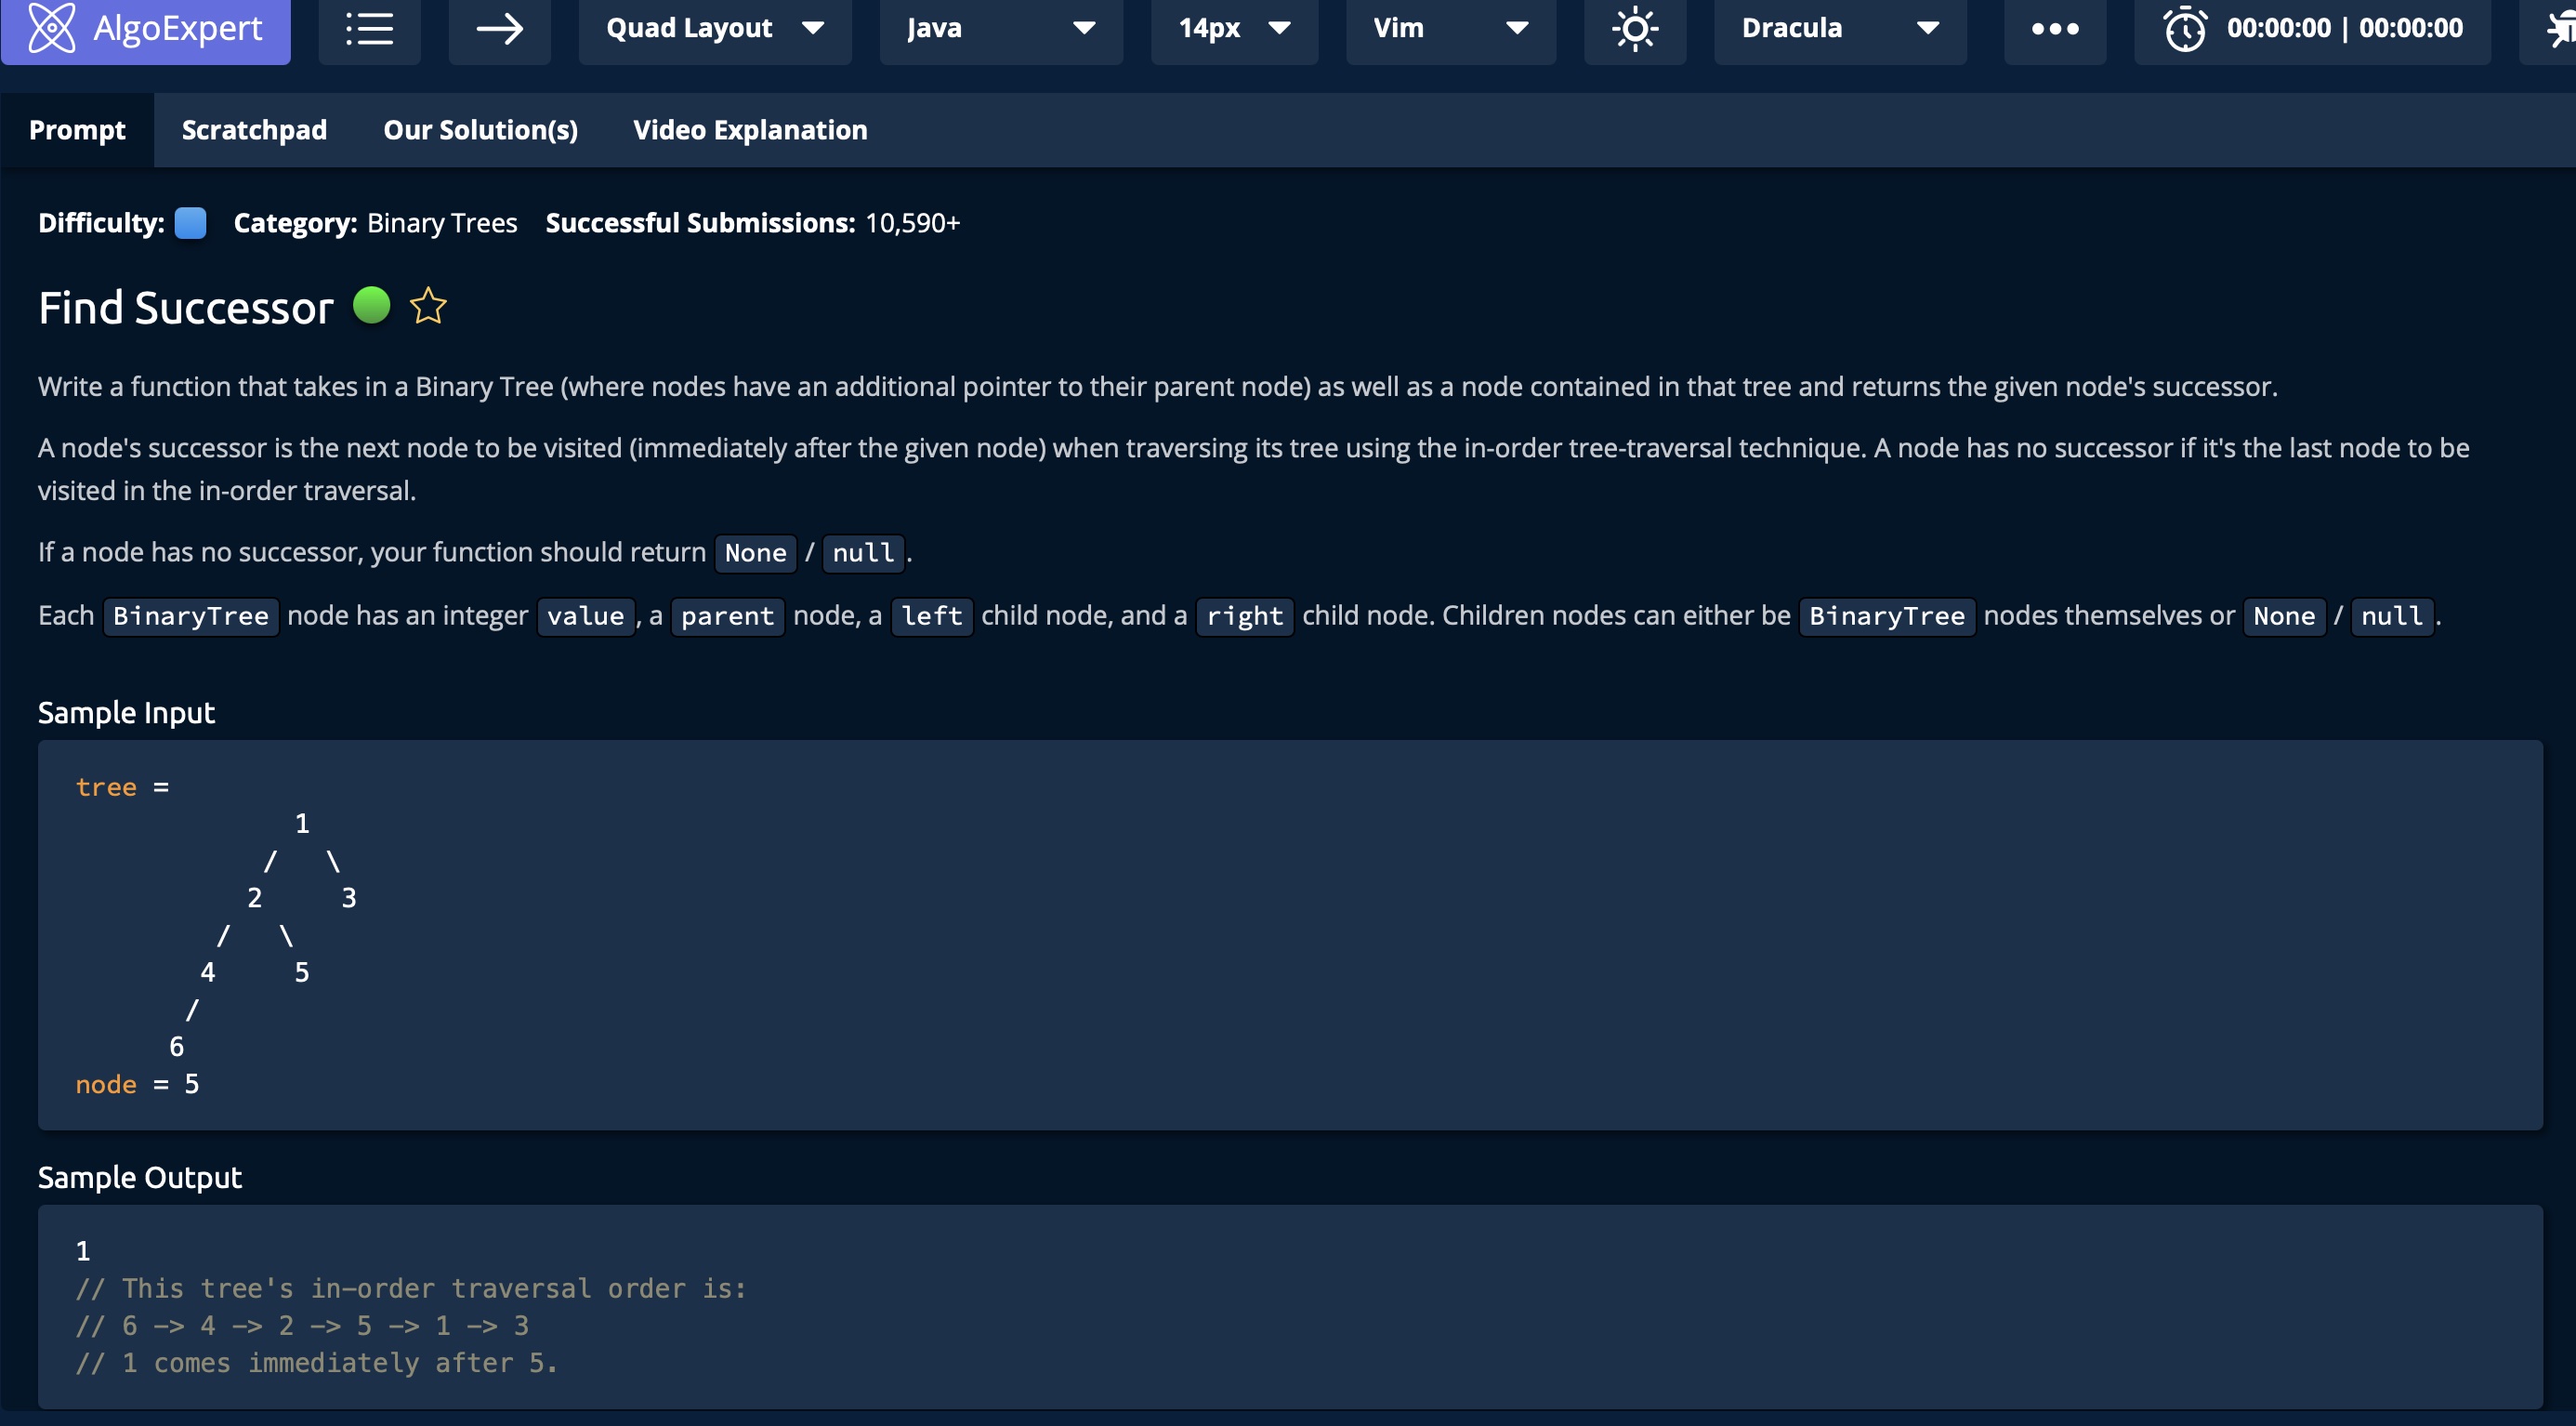 AlgoExpert Quad Layout Java 14px Vim Dracula ••• 00:00:00 | 00:00:00
Prompt Scratchpad Our Solution(s) Video Explanation
Difficulty: Category: Binary Trees Successful Submissions: 10,590+
Find Successor
Write a function that takes in a Binary Tree (where nodes have an additional pointer to their parent node) as well as a node contained in that tree and returns the given node's successor.
A node's successor is the next node to be visited (immediately after the given node) when traversing its tree using the in-order tree-traversal technique. A node has no successor if it's the last node to be
visited in the in-order traversal.
If a node has no successor, your function should return None / null.
Each BinaryTree node has an integer value, a parent node, a left child node, and a right child node. Children nodes can either be BinaryTree nodes themselves or None / null.
Sample Input
tree =
1
/ \
2 3
/ \
4 5
/
6
node = 5
Sample Output
1
// This tree's in-order traversal order is:
// 6 -> 4 -> 2 -> 5 -> 1 -> 3
// 1 comes immediately after 5.